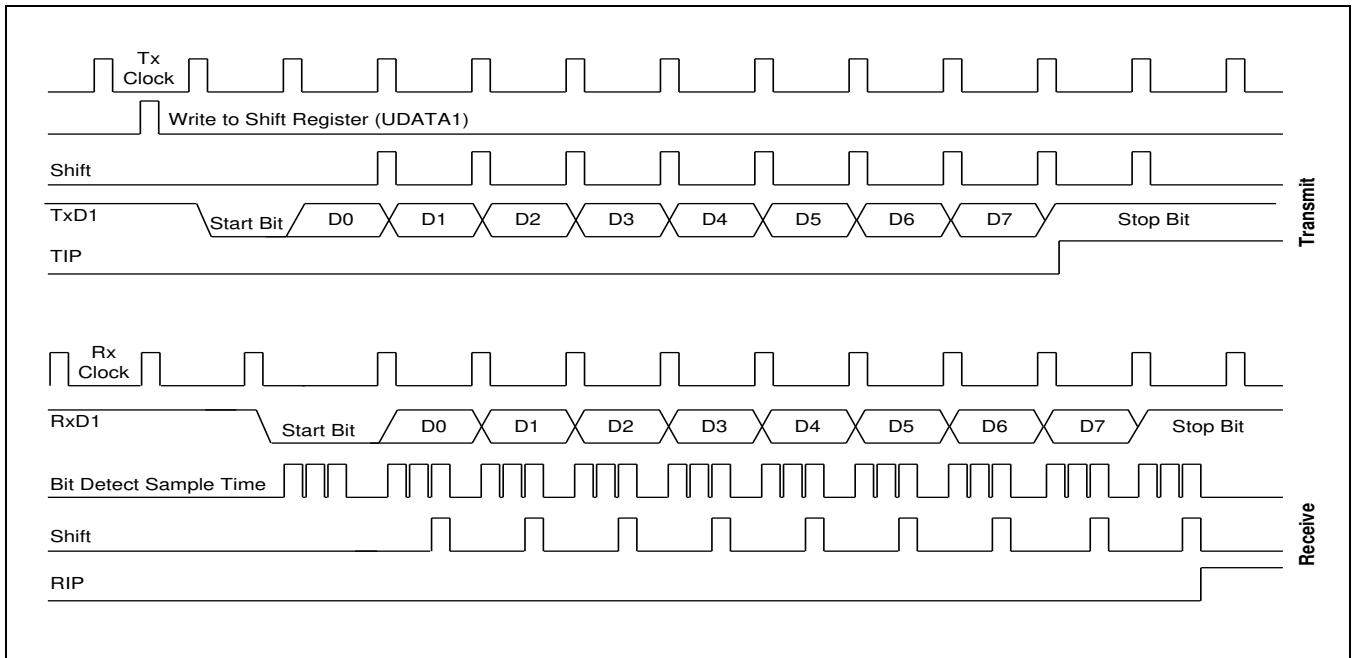 Tx
Clock
Write to Shift Register (UDATA1)
Shift
TxD1
Start Bit
D0
D1
D2
D3
D4
D5
D6
D7
Stop Bit
TIP
Transmit
Rx
Clock
RxD1
Start Bit
D0
D1
D2
D3
D4
D5
D6
D7
Stop Bit
Bit Detect Sample Time
Shift
RIP
Receive